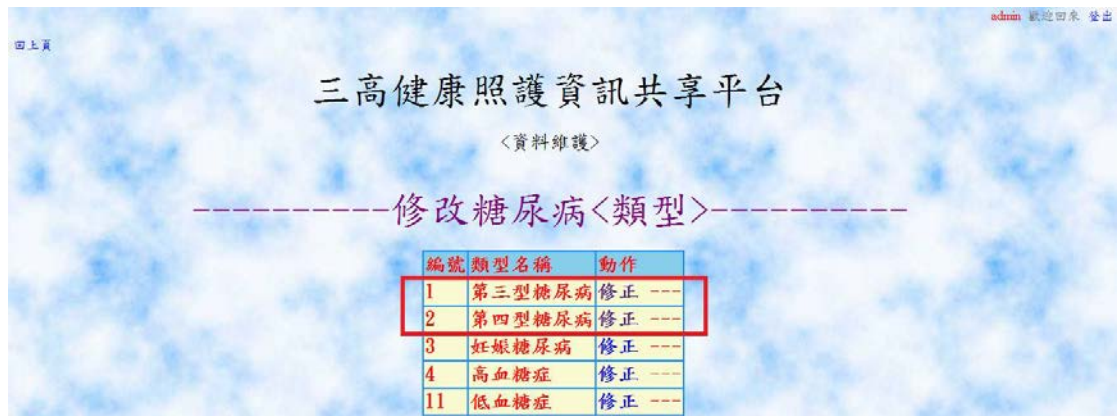 admin 歡迎回來 登出
回上頁
三高健康照護資訊共享平台
<資料維護>
----------修改糖尿病<類型>----------
編號 類型名稱 動作
1 第三型糖尿病 修正 ---
2 第四型糖尿病 修正 ---
3 妊娠糖尿病 修正 ---
4 高血糖症 修正 ---
11 低血糖症 修正 ---